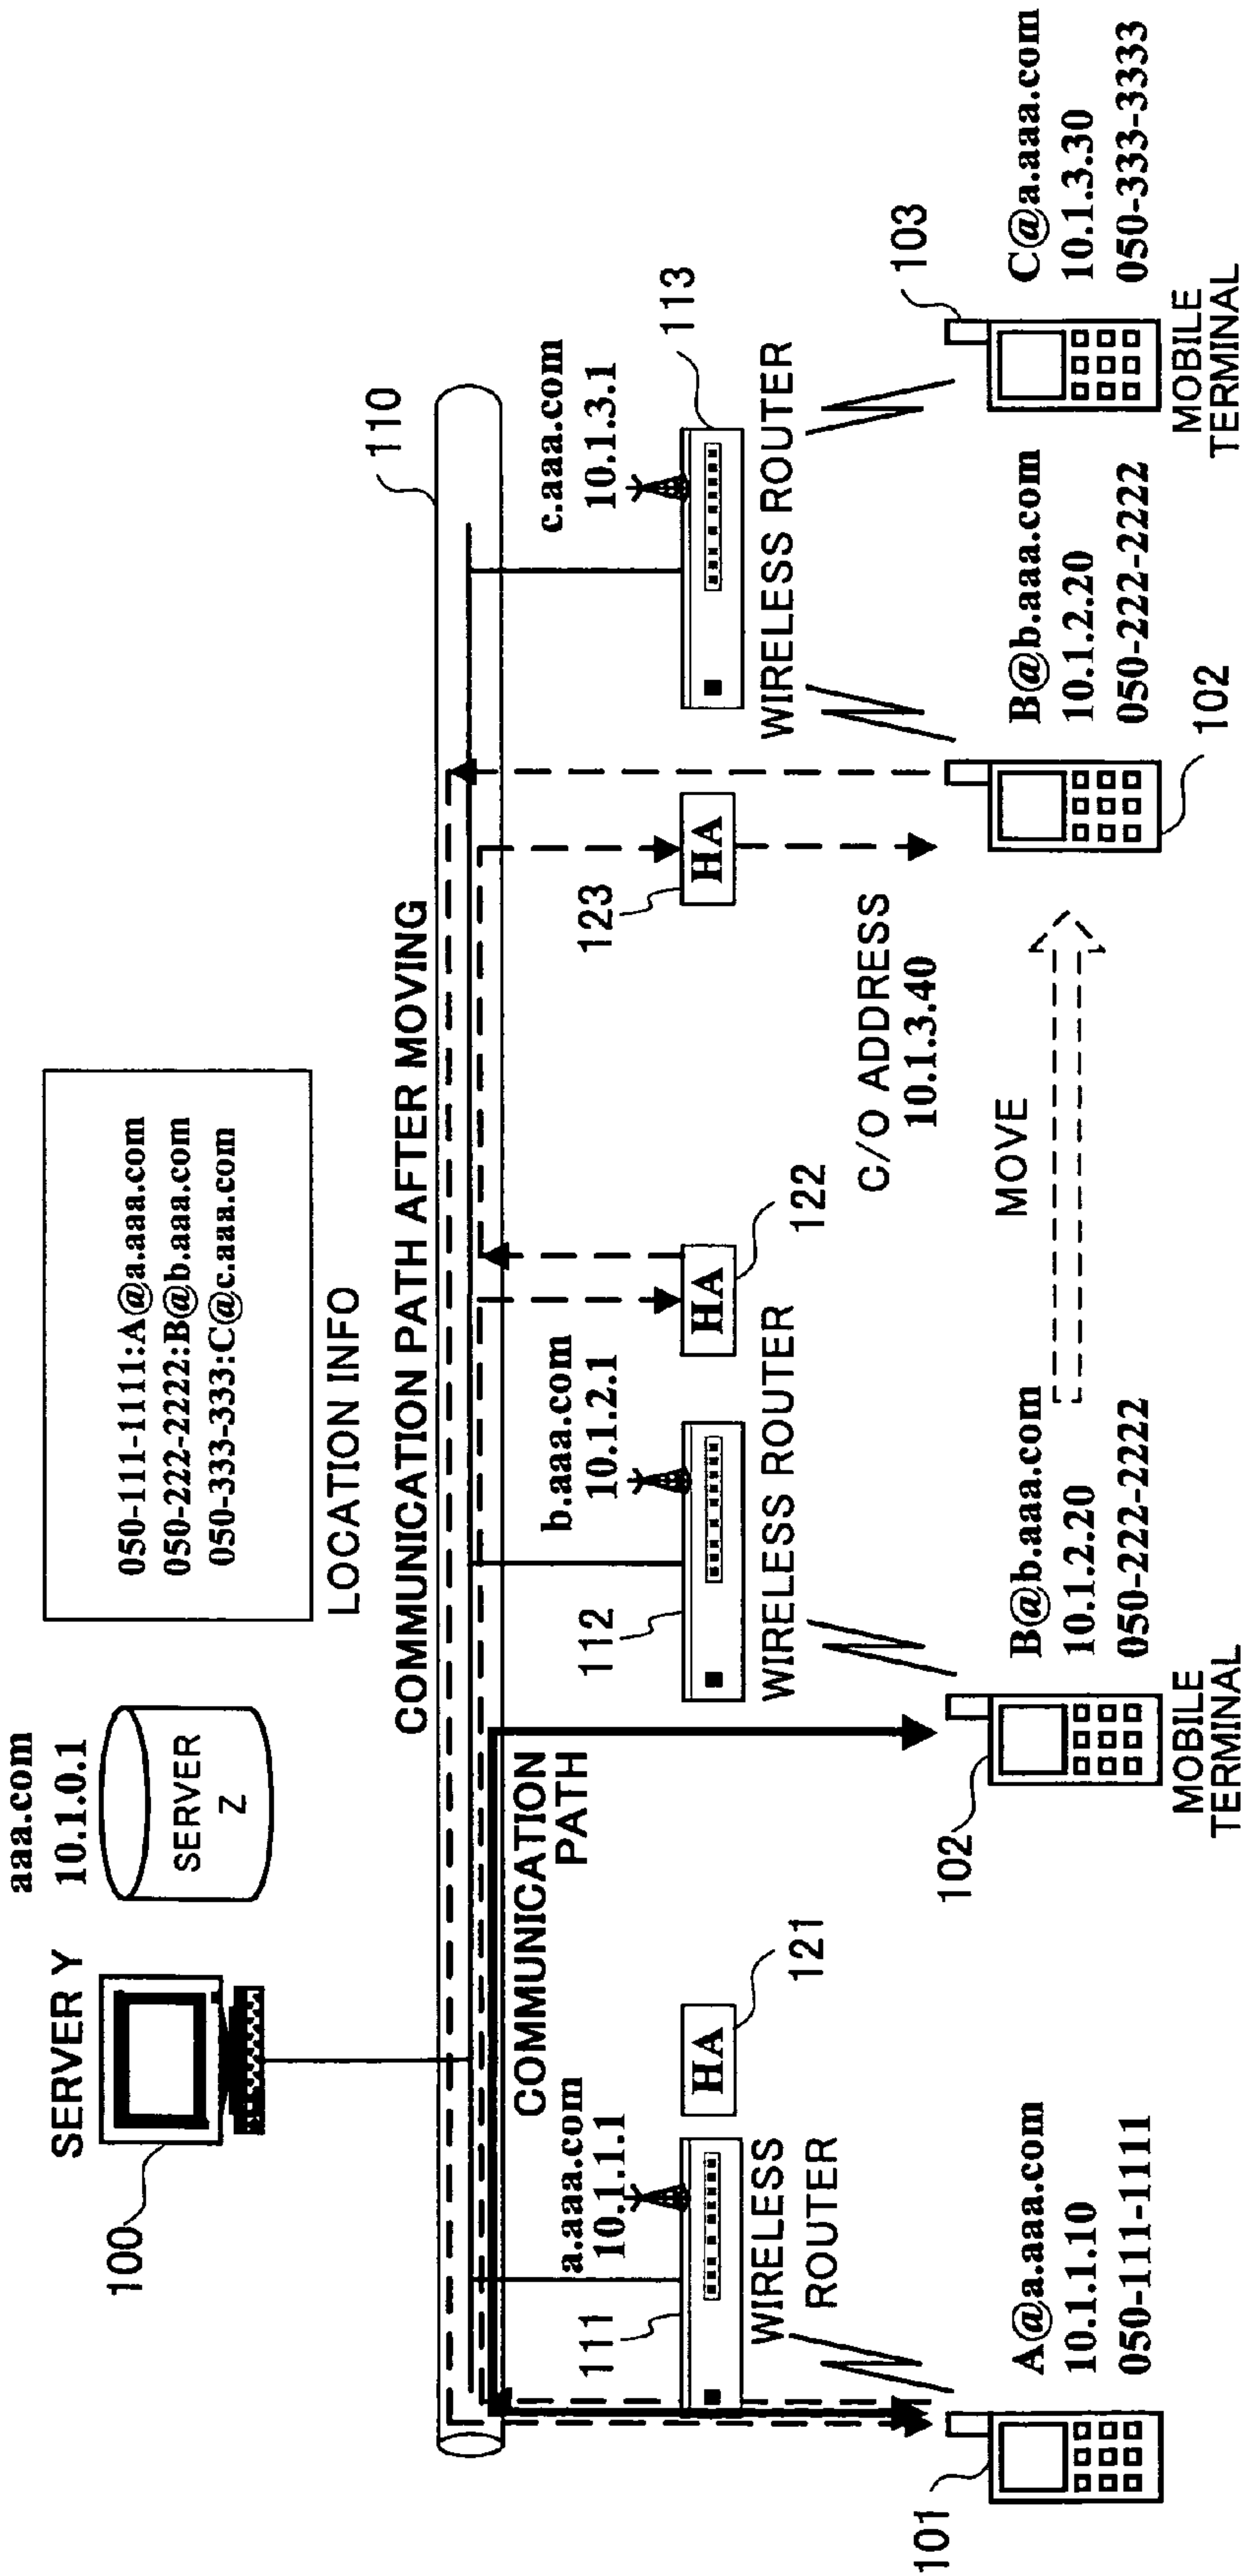 aaa.com
10.1.0.1
SERVER Y
SERVER
Z
100
050-111-1111:A@a.aaa.com
050-222-2222:B@b.aaa.com
050-333-333:C@c.aaa.com
LOCATION INFO
COMMUNICATION PATH AFTER MOVING
110
COMMUNICATION
PATH
a.aaa.com
10.1.1.1
111
WIRELESS
ROUTER
HA
121
b.aaa.com
10.1.2.1
112
WIRELESS ROUTER
HA
122
123
HA
c.aaa.com
10.1.3.1
113
WIRELESS ROUTER
C/O ADDRESS
10.1.3.40
MOVE
101
A@a.aaa.com
10.1.1.10
050-111-1111
102
MOBILE
TERMINAL
B@b.aaa.com
10.1.2.20
050-222-2222
102
B@b.aaa.com
10.1.2.20
050-222-2222
103
MOBILE
TERMINAL
C@a.aaa.com
10.1.3.30
050-333-3333